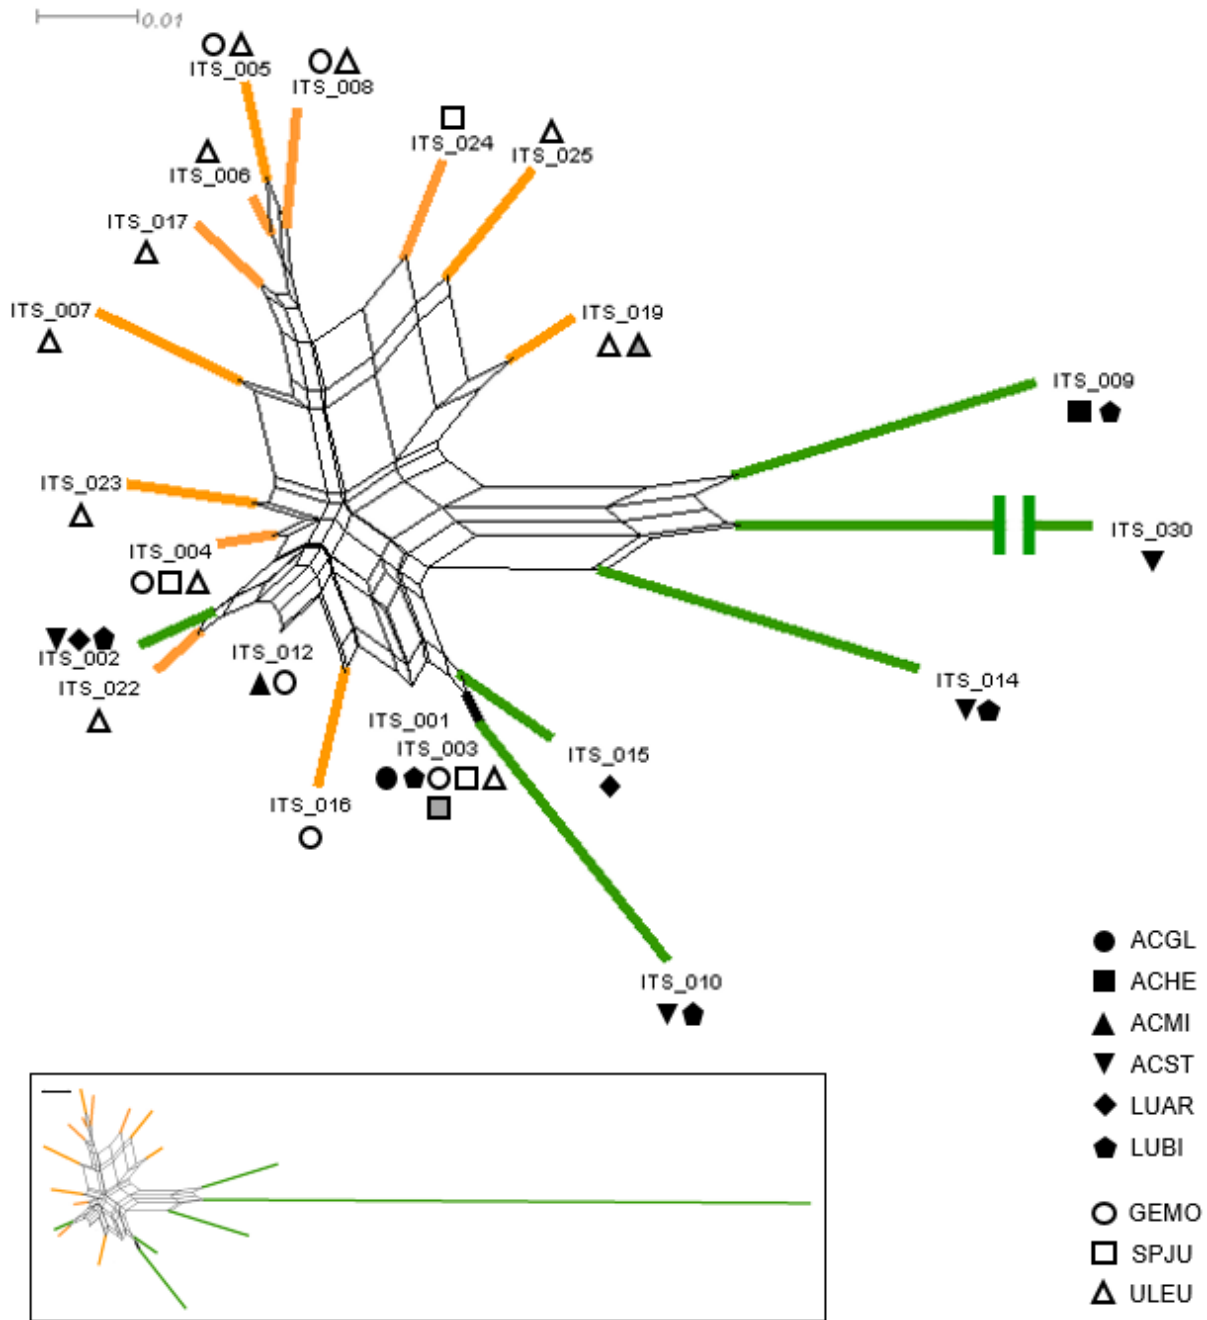 0.01
ITS_005
ITS_008
ITS_024
ITS_025
ITS_006
ITS_017
ITS_007
ITS_019
ITS_009
ITS_023
ITS_030
ITS_004
ITS_002
ITS_012
ITS_022
ITS_014
ITS_001
ITS_003
ITS_015
ITS_016
ITS_010
ACGL
ACHE
ACMI
ACST
LUAR
LUBI
GEMO
SPJU
ULEU